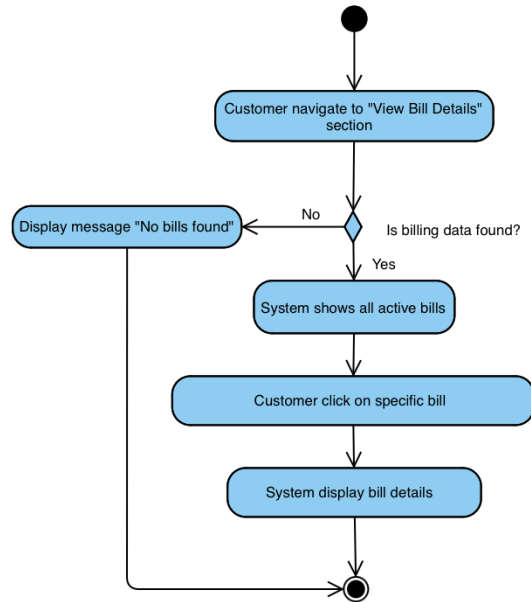 Customer navigate to "View Bill Details"
section
No
Display message "No bills found"
Is billing data found?
Yes
System shows all active bills
Customer click on specific bill
System display bill details